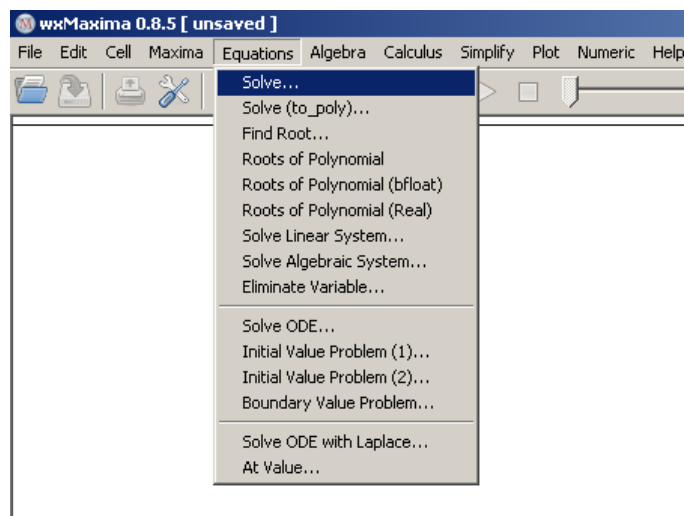 wxMaxima 0.8.5 [ unsaved ]
File Edit Cell Maxima Equations Algebra Calculus Simplify Plot Numeric Help
Solve...
Solve (to_poly)...
Find Root...
Roots of Polynomial
Roots of Polynomial (bfloat)
Roots of Polynomial (Real)
Solve Linear System...
Solve Algebraic System...
Eliminate Variable...
Solve ODE...
Initial Value Problem (1)...
Initial Value Problem (2)...
Boundary Value Problem...
Solve ODE with Laplace...
At Value...